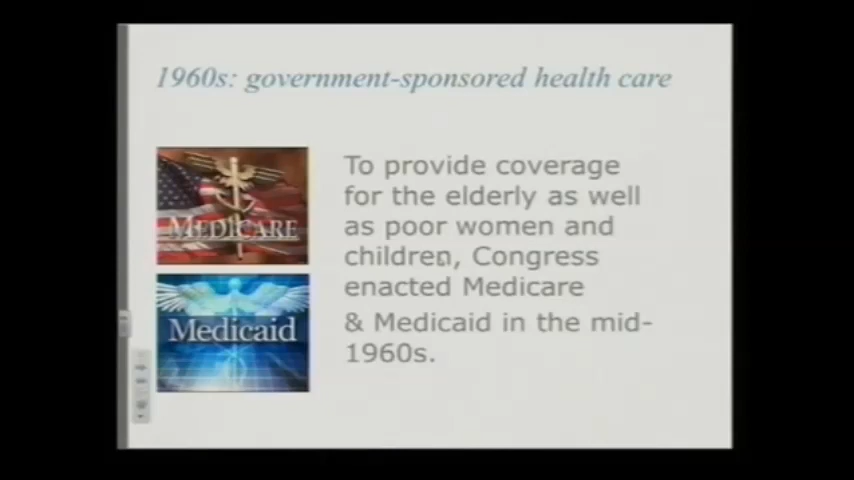 1960s: government-sponsored health care
MEDICARE
Medicaid
To provide coverage
for the elderly as well
as poor women and
children, Congress
enacted Medicare
& Medicaid in the mid-
1960s.